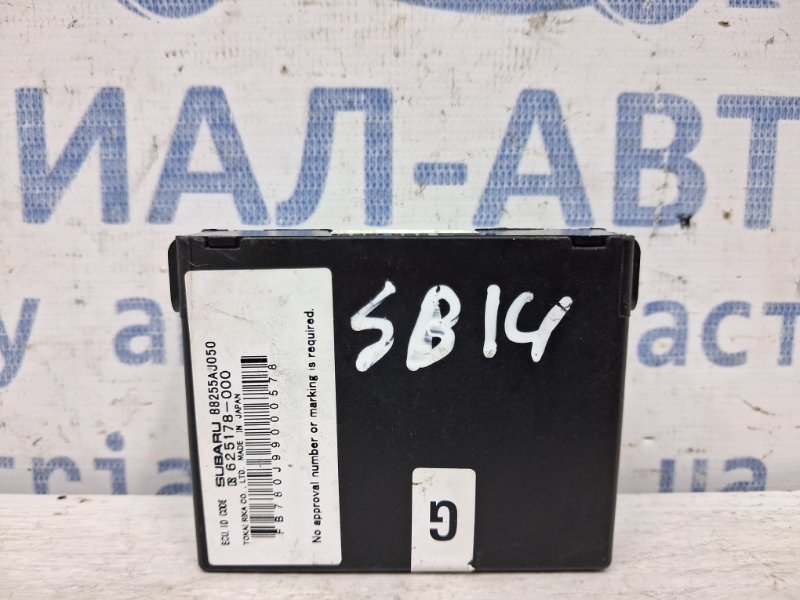 ИАЛ-АВТ
SB14
ECU, ID CODE
SUBARU 88255AJ050
625178-000
TOKAI RIKA CO., LTD MADE IN JAPAN
FB780J99000578
No approval number or marking is required.
G